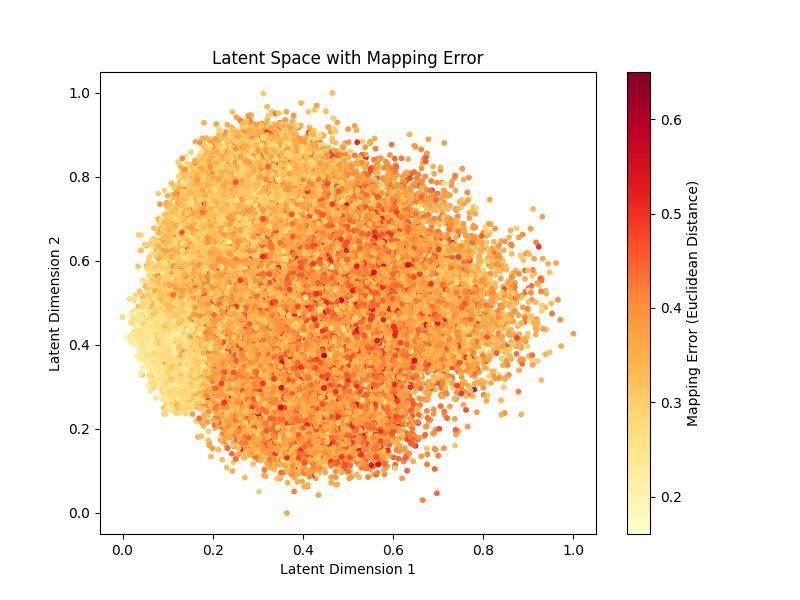 Latent Space with Mapping Error
1.0
0.8
0.6
0.4
0.2
0.0
Latent Dimension 2
0.0 0.2 0.4 0.6 0.8 1.0
Latent Dimension 1
0.6
0.5
0.4
0.3
0.2
Mapping Error (Euclidean Distance)